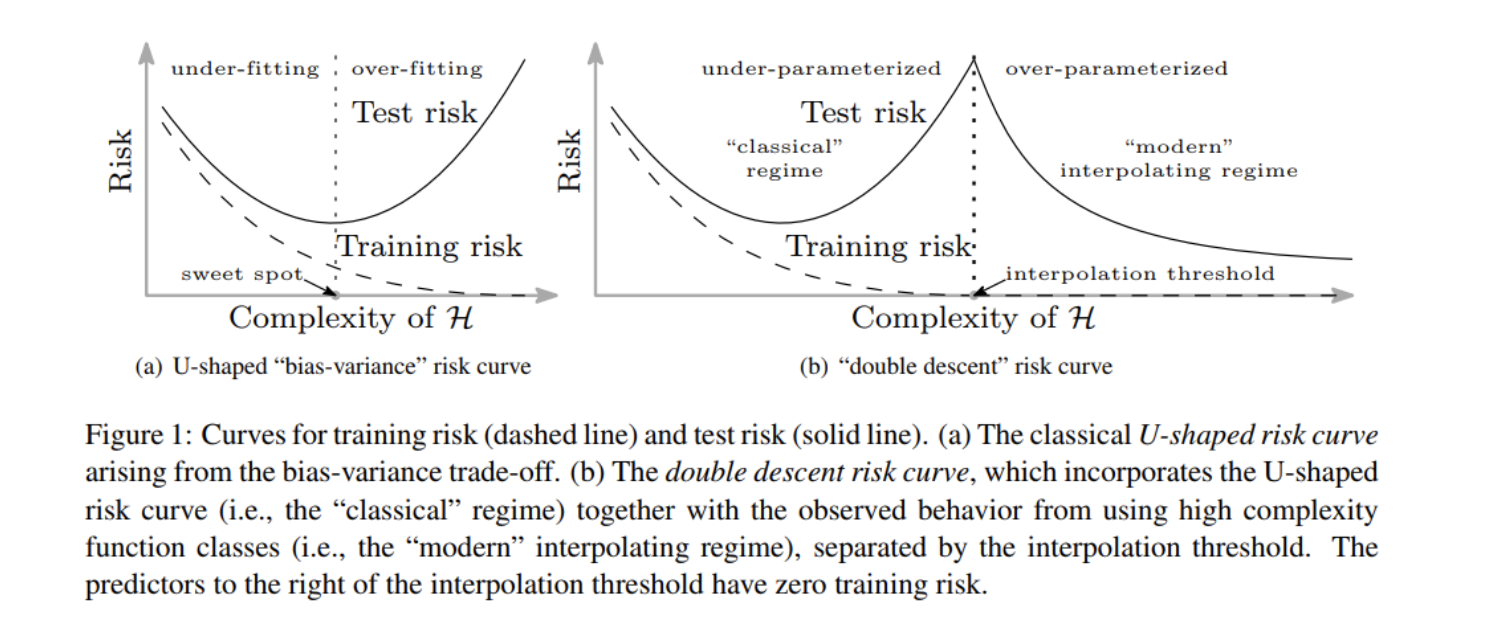 under-fitting
over-fitting
Test risk
Risk
Training risk
sweet spot
Complexity of ℋ
(a) U-shaped “bias-variance” risk curve
under-parameterized
over-parameterized
Test risk
“classical”
regime
“modern”
interpolating regime
Risk
Training risk
interpolation threshold
Complexity of ℋ
(b) “double descent” risk curve
Figure 1: Curves for training risk (dashed line) and test risk (solid line). (a) The classical U-shaped risk curve
arising from the bias-variance trade-off. (b) The double descent risk curve, which incorporates the U-shaped
risk curve (i.e., the “classical” regime) together with the observed behavior from using high complexity
function classes (i.e., the “modern” interpolating regime), separated by the interpolation threshold. The
predictors to the right of the interpolation threshold have zero training risk.